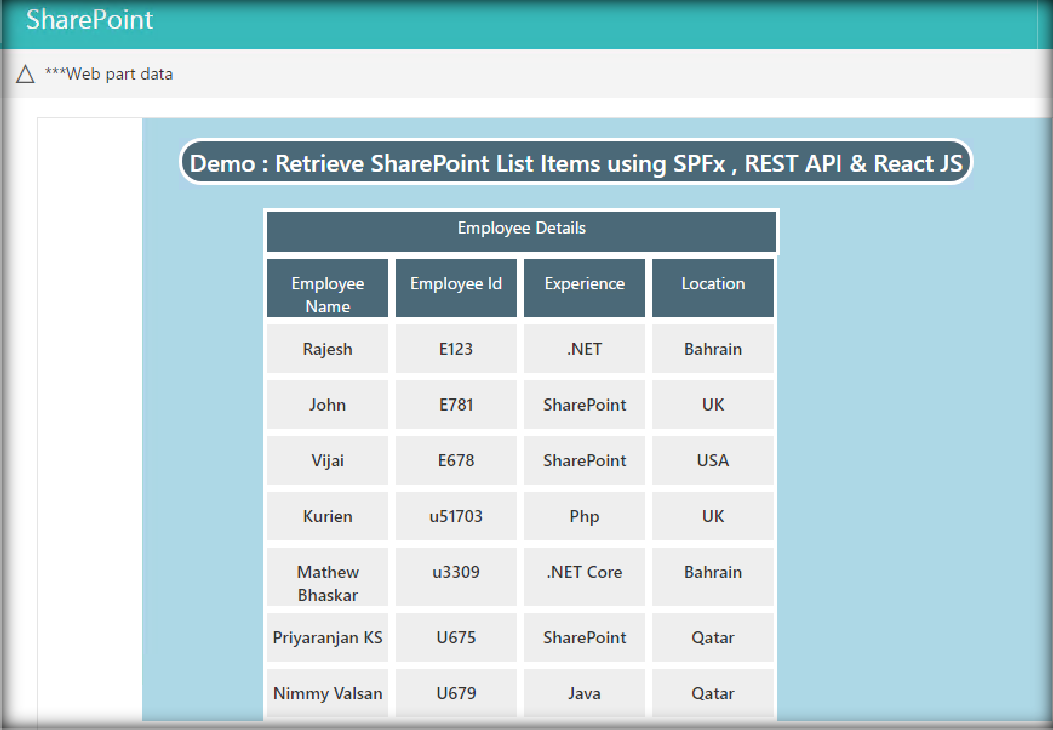 SharePoint
***Web part data
Demo : Retrieve SharePoint List Items using SPFx , REST API & React JS
Employee Details
Employee Name Employee Id Experience Location
Rajesh E123 .NET Bahrain
John E781 SharePoint UK
Vijai E678 SharePoint USA
Kurien u51703 Php UK
Mathew Bhaskar u3309 .NET Core Bahrain
Priyaranjan KS U675 SharePoint Qatar
Nimmy Valsan U679 Java Qatar